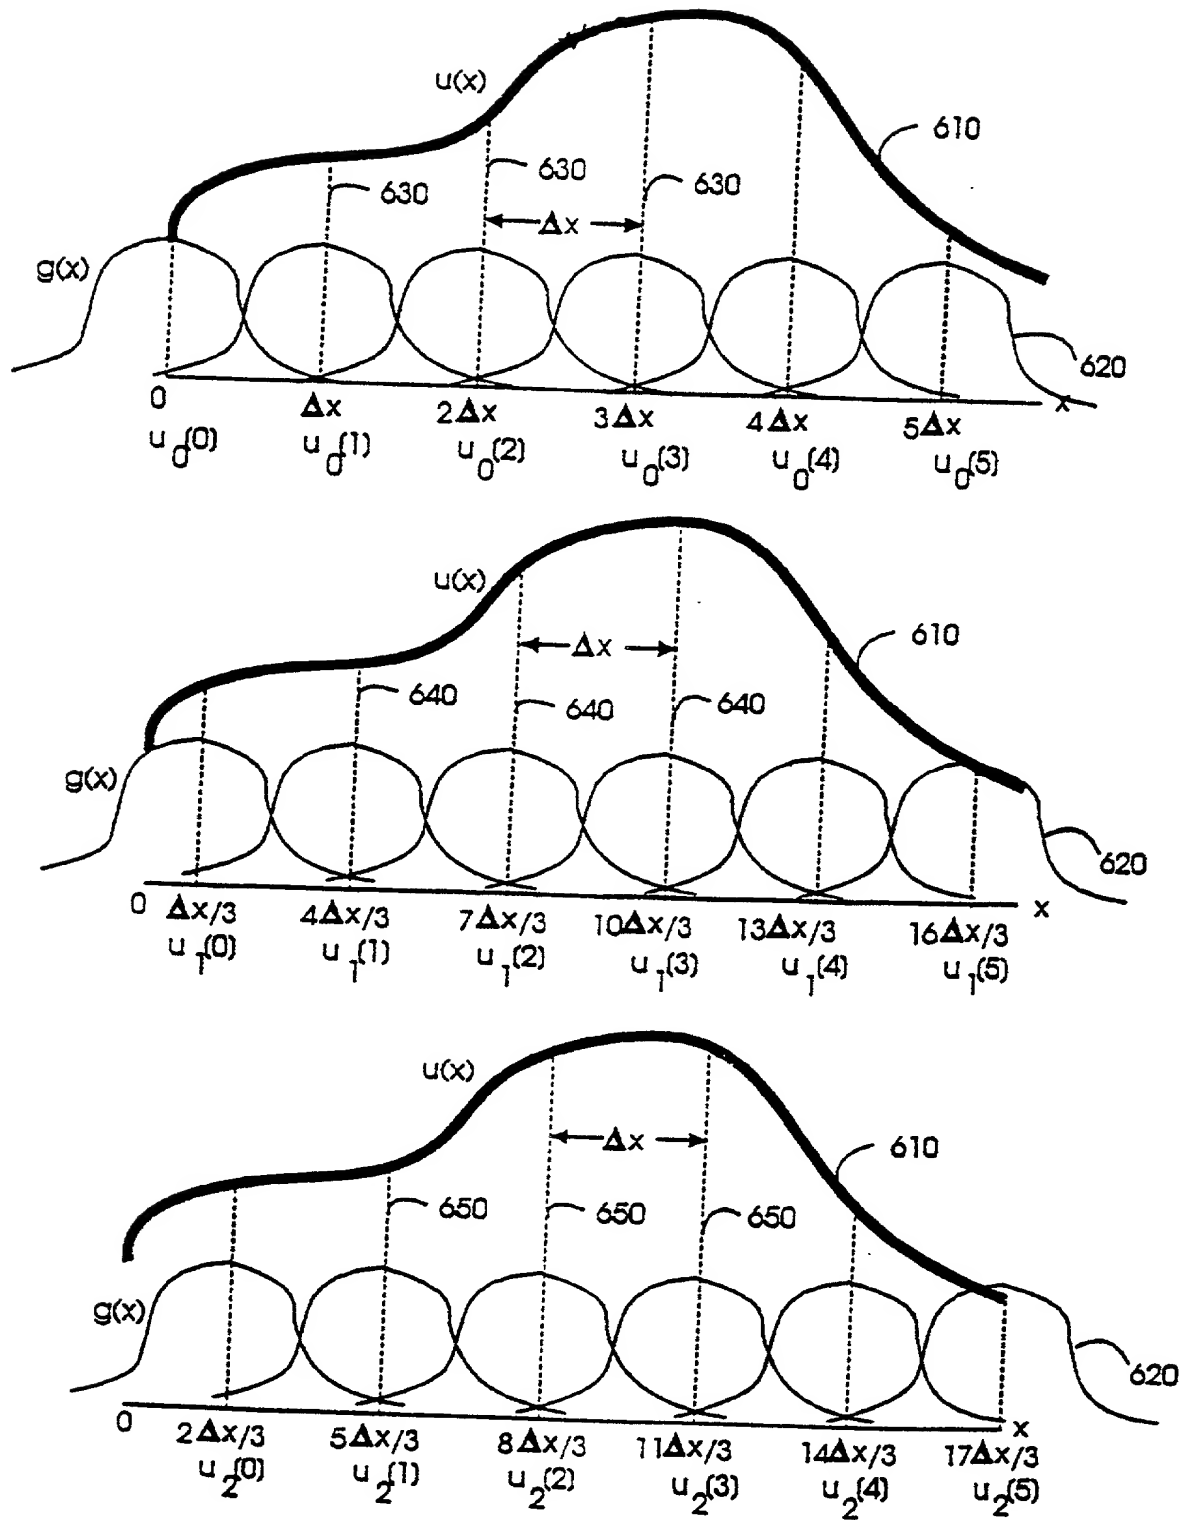 u(x)
610
630 630 630
Δx
g(x)
620
0 Δx 2Δx 3Δx 4Δx 5Δx x
u0(0) u0(1) u0(2) u0(3) u0(4) u0(5)
u(x)
610
Δx
640 640 640
g(x)
620
0 Δx/3 4Δx/3 7Δx/3 10Δx/3 13Δx/3 16Δx/3 x
u1(0) u1(1) u1(2) u1(3) u1(4) u1(5)
u(x)
Δx
610
650 650 650
g(x)
620
0 2Δx/3 5Δx/3 8Δx/3 11Δx/3 14Δx/3 17Δx/3 x
u2(0) u2(1) u2(2) u2(3) u2(4) u2(5)